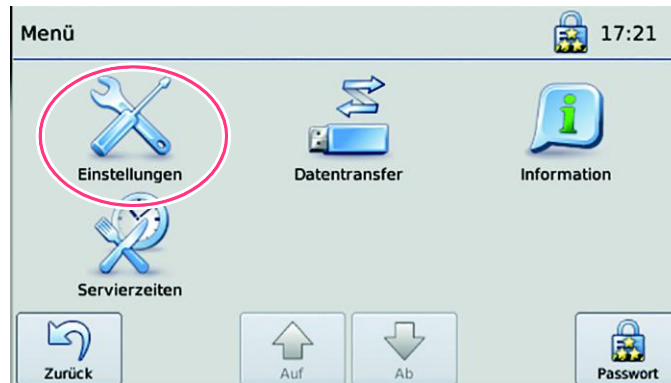 Menü
17:21
Einstellungen
Datentransfer
Information
Servierzeiten
Zurück
Auf
Ab
Passwort